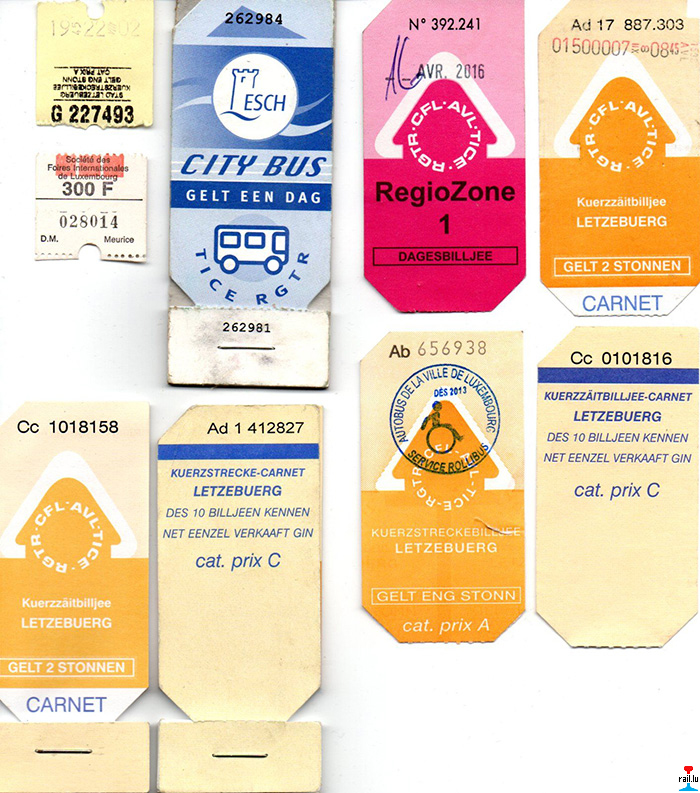 19 22 02
STAD LETZEBUERG
KUERZSTRECKEBILLJEE
GELT ENG STONN
CAT PRIX A
G 227493
Société des
Foires Internationales
de Luxembourg
300 F
028014
D.M. Meurice
262984
ESCH
CITY BUS
GELT EEN DAG
TICE RGTR
262981
N° 392.241
AVR. 2016
RGTR·CFL·AVL·TICE·
RegioZone
1
DAGESBILLJEE
Ad 17 887.303
01500007 0845
RGTR·CFL·AVL·TICE·
Kuerzzäitbilljee
LETZEBUERG
GELT 2 STONNEN
CARNET
Ab 656938
AUTOBUS DE LA VILLE DE LUXEMBOURG
DES 2013
SERVICE ROLLIBUS
RGTR·CFL·AVL·TICE·
KUERZSTRECKEBILLJEE
LETZEBUERG
GELT ENG STONN
cat. prix A
Cc 0101816
KUERZZÄITBILLJEE-CARNET
LETZEBUERG
DES 10 BILLJEEN KENNEN
NET EENZEL VERKAAFT GIN
cat. prix C
Cc 1018158
RGTR·CFL·AVL·TICE·
Kuerzzäitbilljee
LETZEBUERG
GELT 2 STONNEN
CARNET
Ad 1 412827
KUERZSTRECKE-CARNET
LETZEBUERG
DES 10 BILLJEEN KENNEN
NET EENZEL VERKAAFT GIN
cat. prix C
rail.lu